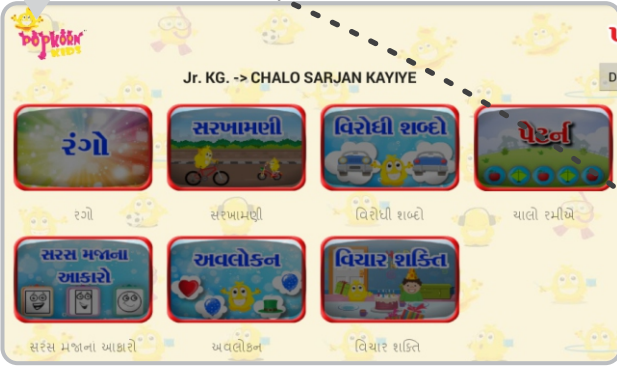 POPKORN
KIDS
Jr. KG. -> CHALO SARJAN KAYIYE
D
રંગો
સરખામણી
વિરોધી શબ્દો
પેટર્ન
રંગો
સરખામણી
વિરોધી શબ્દો
ચાલો રમીએ
સરસ મજાના
આકારો
અવલોકન
વિચાર શક્તિ
સરસ મજાના આકારો
અવલોકન
વિચાર શક્તિ